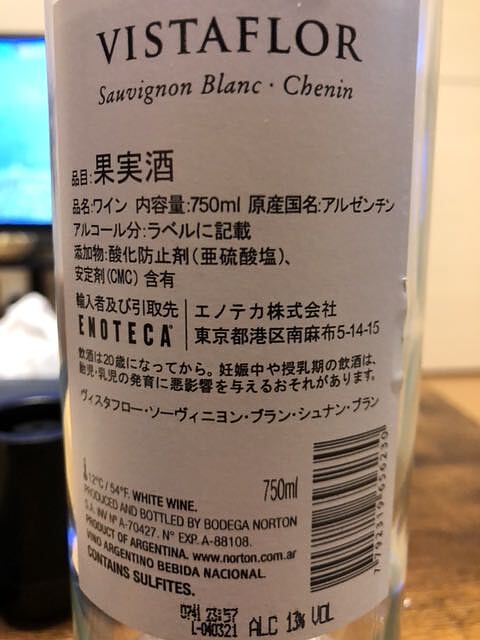 VISTAFLOR
Sauvignon Blanc · Chenin
品目:果実酒
品名:ワイン 内容量:750ml 原産国名:アルゼンチン
アルコール分:ラベルに記載
添加物:酸化防止剤(亜硫酸塩)、
安定剤(CMC)含有
輸入者及び引取先 エノテカ株式会社
ENOTECA® 東京都港区南麻布5-14-15
飲酒は20歳になってから。妊娠中や授乳期の飲酒は、
胎児・乳児の発育に悪影響を与えるおそれがあります。
ヴィスタフロー・ソーヴィニヨン・ブラン・シュナン・ブラン
12°C / 54°F. WHITE WINE. 750ml
PRODUCED AND BOTTLED BY BODEGA NORTON
S.A. INV Nº A-70427. N° EXP. A-88108.
PRODUCT OF ARGENTINA. www.norton.com.ar
VINO ARGENTINO BEBIDA NACIONAL.
CONTAINS SULFITES.
7792319656230
0741 23:57
L-040321 ALC 13% VOL